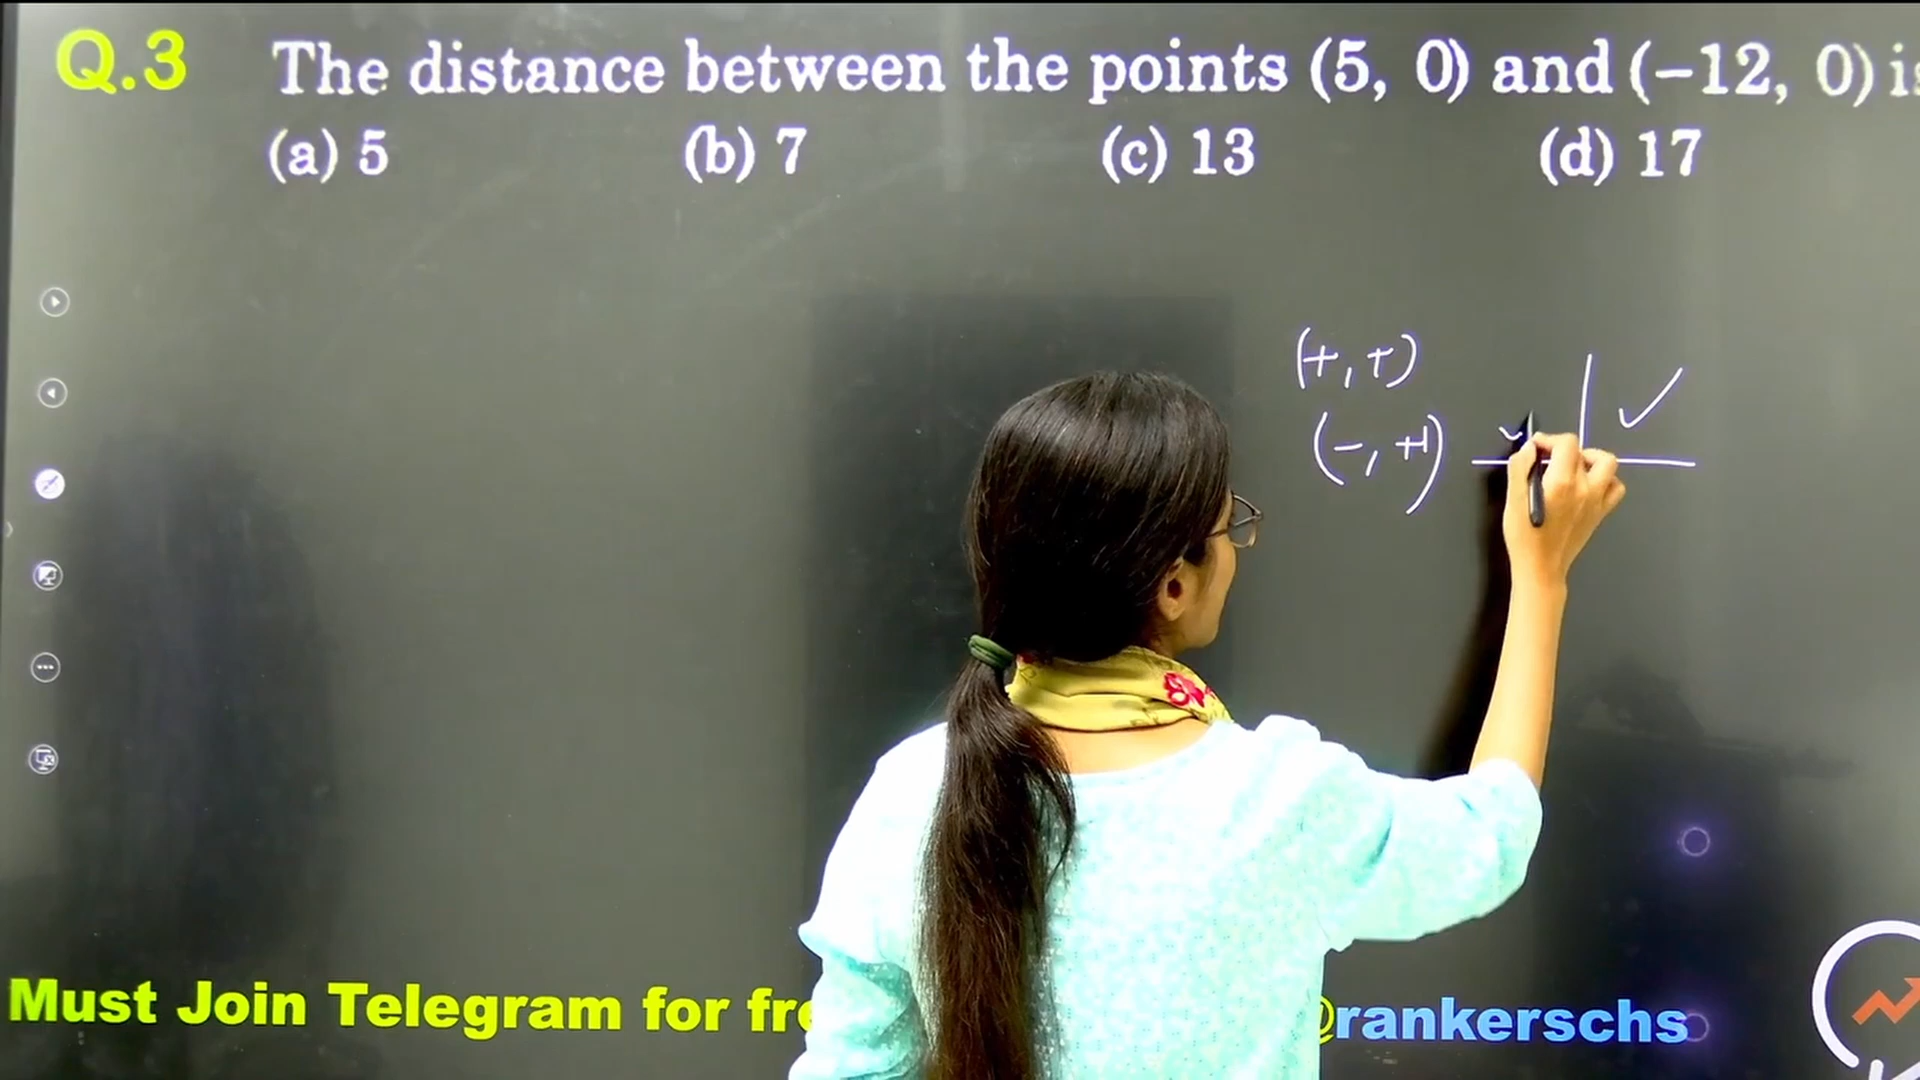 Q.3 The distance between the points (5, 0) and (-12, 0) is
(a) 5 (b) 7 (c) 13 (d) 17
(+,+)
(-,+)
Must Join Telegram for @rankerschs